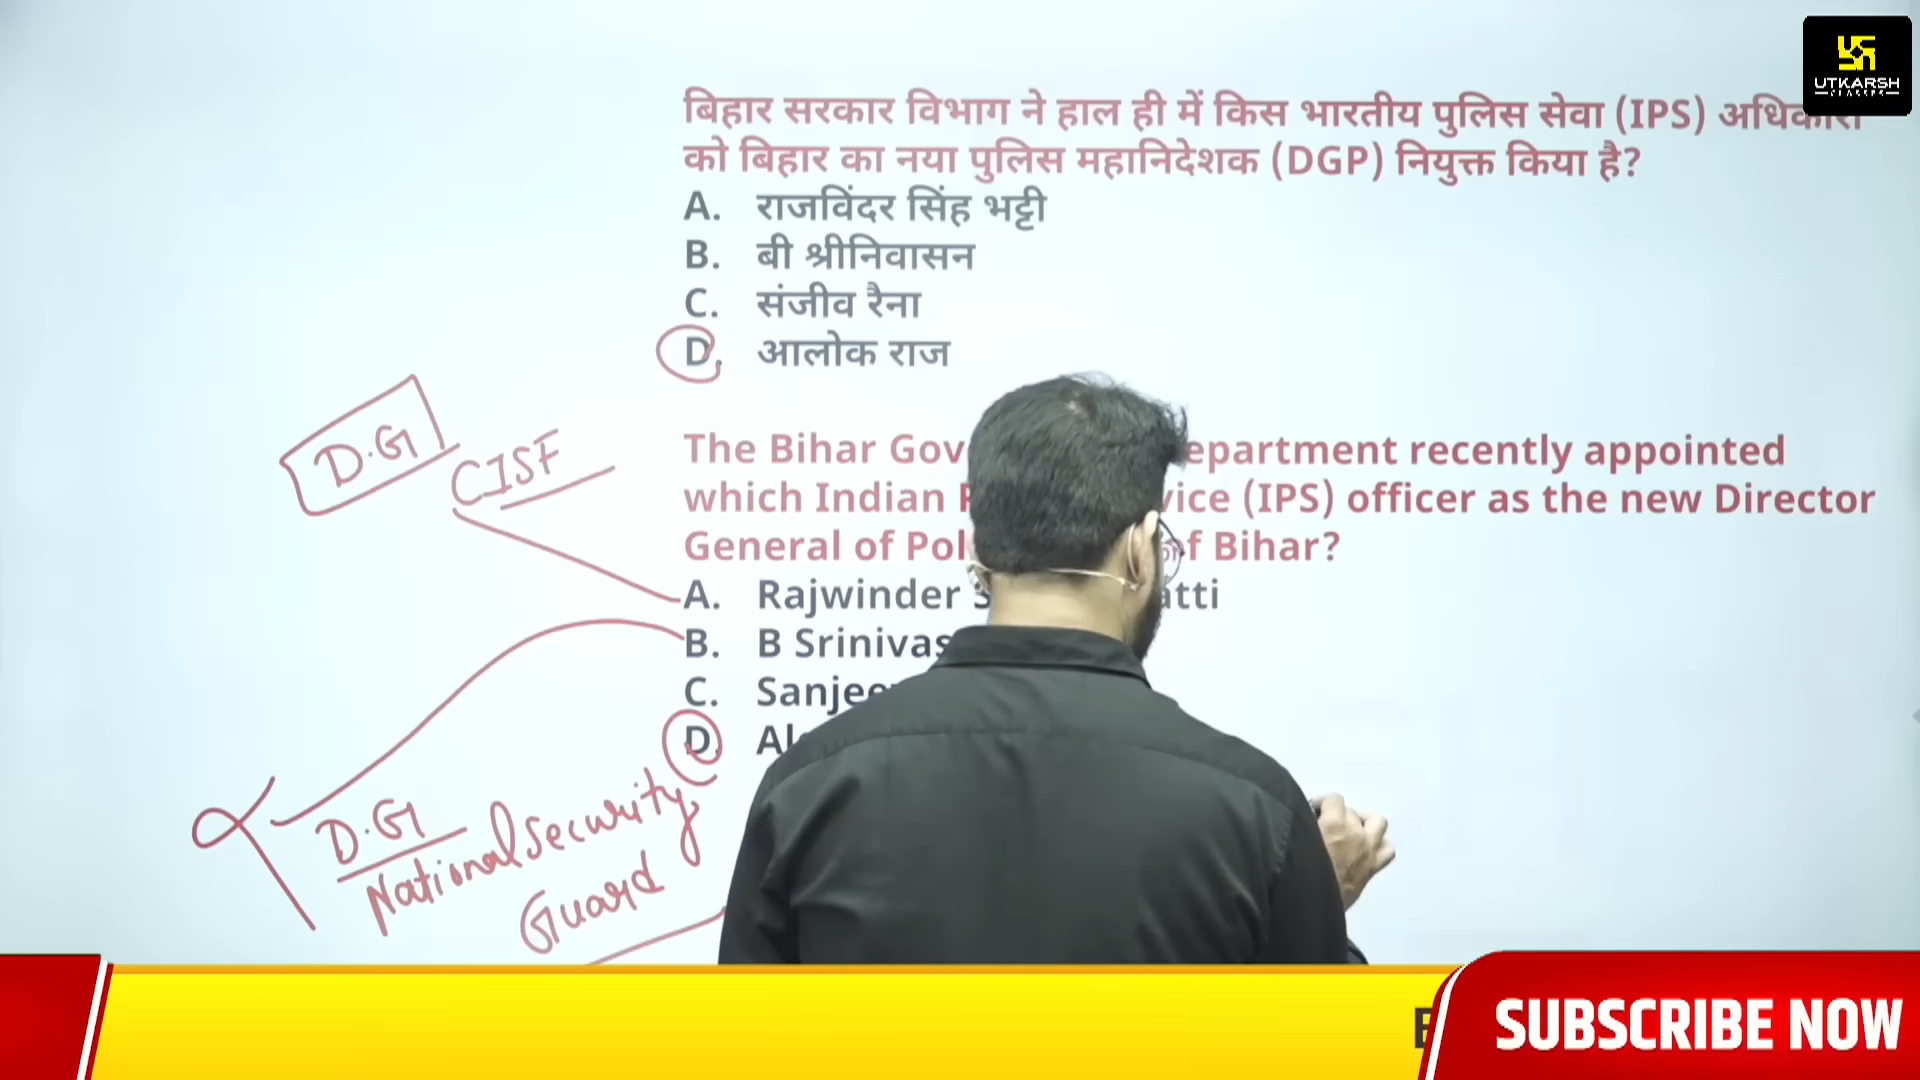 UTKARSH
CLASSES
बिहार सरकार विभाग ने हाल ही में किस भारतीय पुलिस सेवा (IPS) अधिकारी
को बिहार का नया पुलिस महानिदेशक (DGP) नियुक्त किया है?
A. राजविंदर सिंह भट्टी
B. बी श्रीनिवासन
C. संजीव रैना
D. आलोक राज
D.G
CISF
The Bihar Gov epartment recently appointed
which Indian vice (IPS) officer as the new Director
General of Pol f Bihar?
A. Rajwinder S atti
B. B Srinivas
C. Sanjee
D. Al
D.G
National Security
Guard
SUBSCRIBE NOW